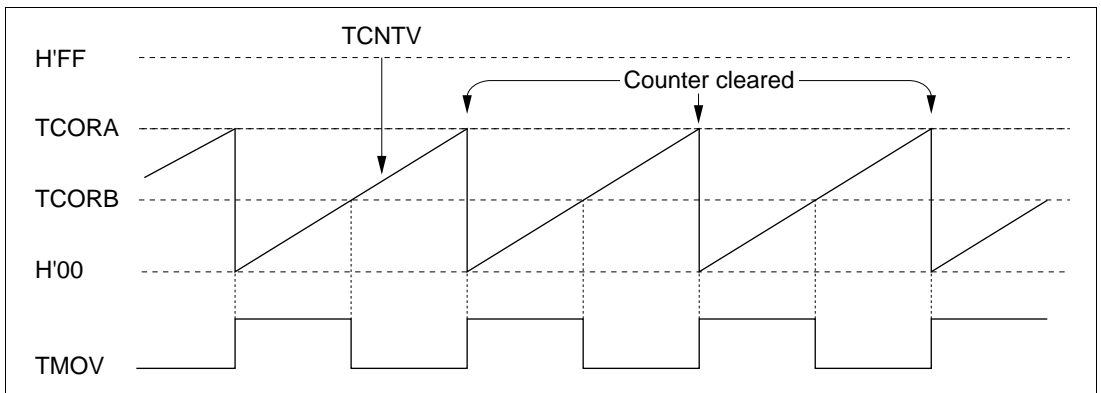 TCNTV
H'FF
Counter cleared
TCORA
TCORB
H'00
TMOV